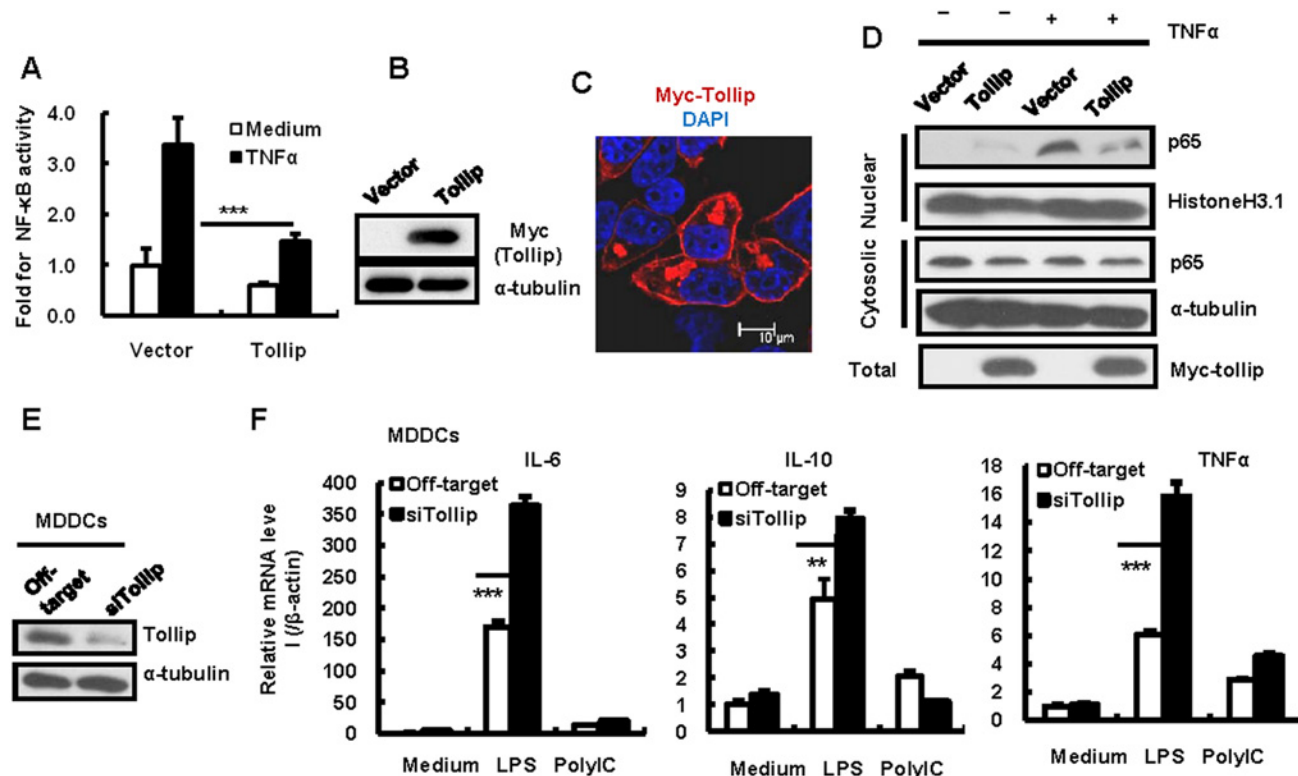 A
Fold for NF-κB activity
4.0
3.0
2.0
1.0
0.0
Medium
TNFα
***
Vector
Tollip
B
Vector
Tollip
Myc
(Tollip)
α-tubulin
C
Myc-Tollip
DAPI
10 µm
D
− − + +
TNFα
Vector
Tollip
Vector
Tollip
Nuclear
p65
HistoneH3.1
Cytosolic
p65
α-tubulin
Total
Myc-tollip
E
MDDCs
Off-
target
siTollip
Tollip
α-tubulin
F
MDDCs
IL-6
Off-target
siTollip
Relative mRNA leve
l (/β-actin)
400
350
300
250
200
150
100
50
0
***
Medium LPS PolyIC
IL-10
Off-target
siTollip
9
8
7
6
5
4
3
2
1
0
**
Medium LPS PolyIC
TNFα
Off-target
siTollip
18
16
14
12
10
8
6
4
2
0
***
Medium LPS PolyIC